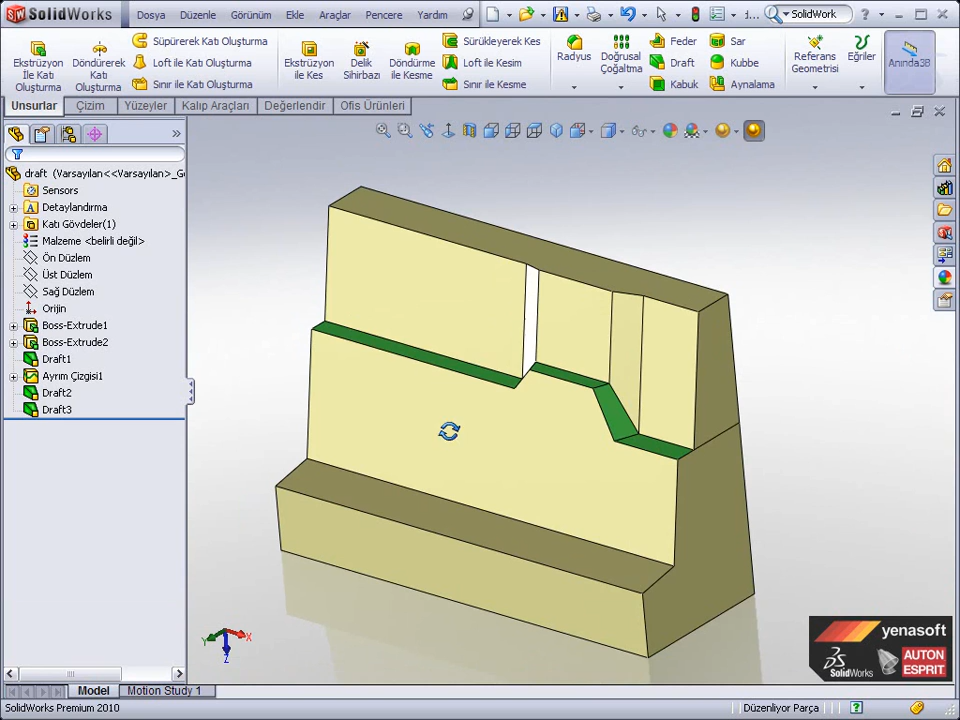 SolidWorks
Dosya
Düzenle
Görünüm
Ekle
Araçlar
Pencere
Yardım
i...
SolidWork
Ekstrüzyon
İle Katı
Oluşturma
Döndürerek
Katı
Oluşturma
Süpürerek Katı Oluşturma
Loft ile Katı Oluşturma
Sınır ile Katı Oluşturma
Ekstrüzyon
ile Kes
Delik
Sihirbazı
Döndürme
ile Kesme
Sürükleyerek Kes
Loft ile Kesim
Sınır ile Kesme
Radyus
Doğrusal
Çoğaltma
Feder
Draft
Kabuk
Sar
Kubbe
Aynalama
Referans
Geometrisi
Eğriler
Anında3B
Unsurlar
Çizim
Yüzeyler
Kalıp Araçları
Değerlendir
Ofis Ürünleri
draft (Varsayılan<<Varsayılan>_Gö
Sensors
Detaylandırma
Katı Gövdeler(1)
Malzeme <belirli değil>
Ön Düzlem
Üst Düzlem
Sağ Düzlem
Orijin
Boss-Extrude1
Boss-Extrude2
Draft1
Ayrım Çizgisi1
Draft2
Draft3
Y
X
Z
yenasoft
SolidWorks
AUTON
ESPRIT
Model
Motion Study 1
SolidWorks Premium 2010
Düzenliyor Parça